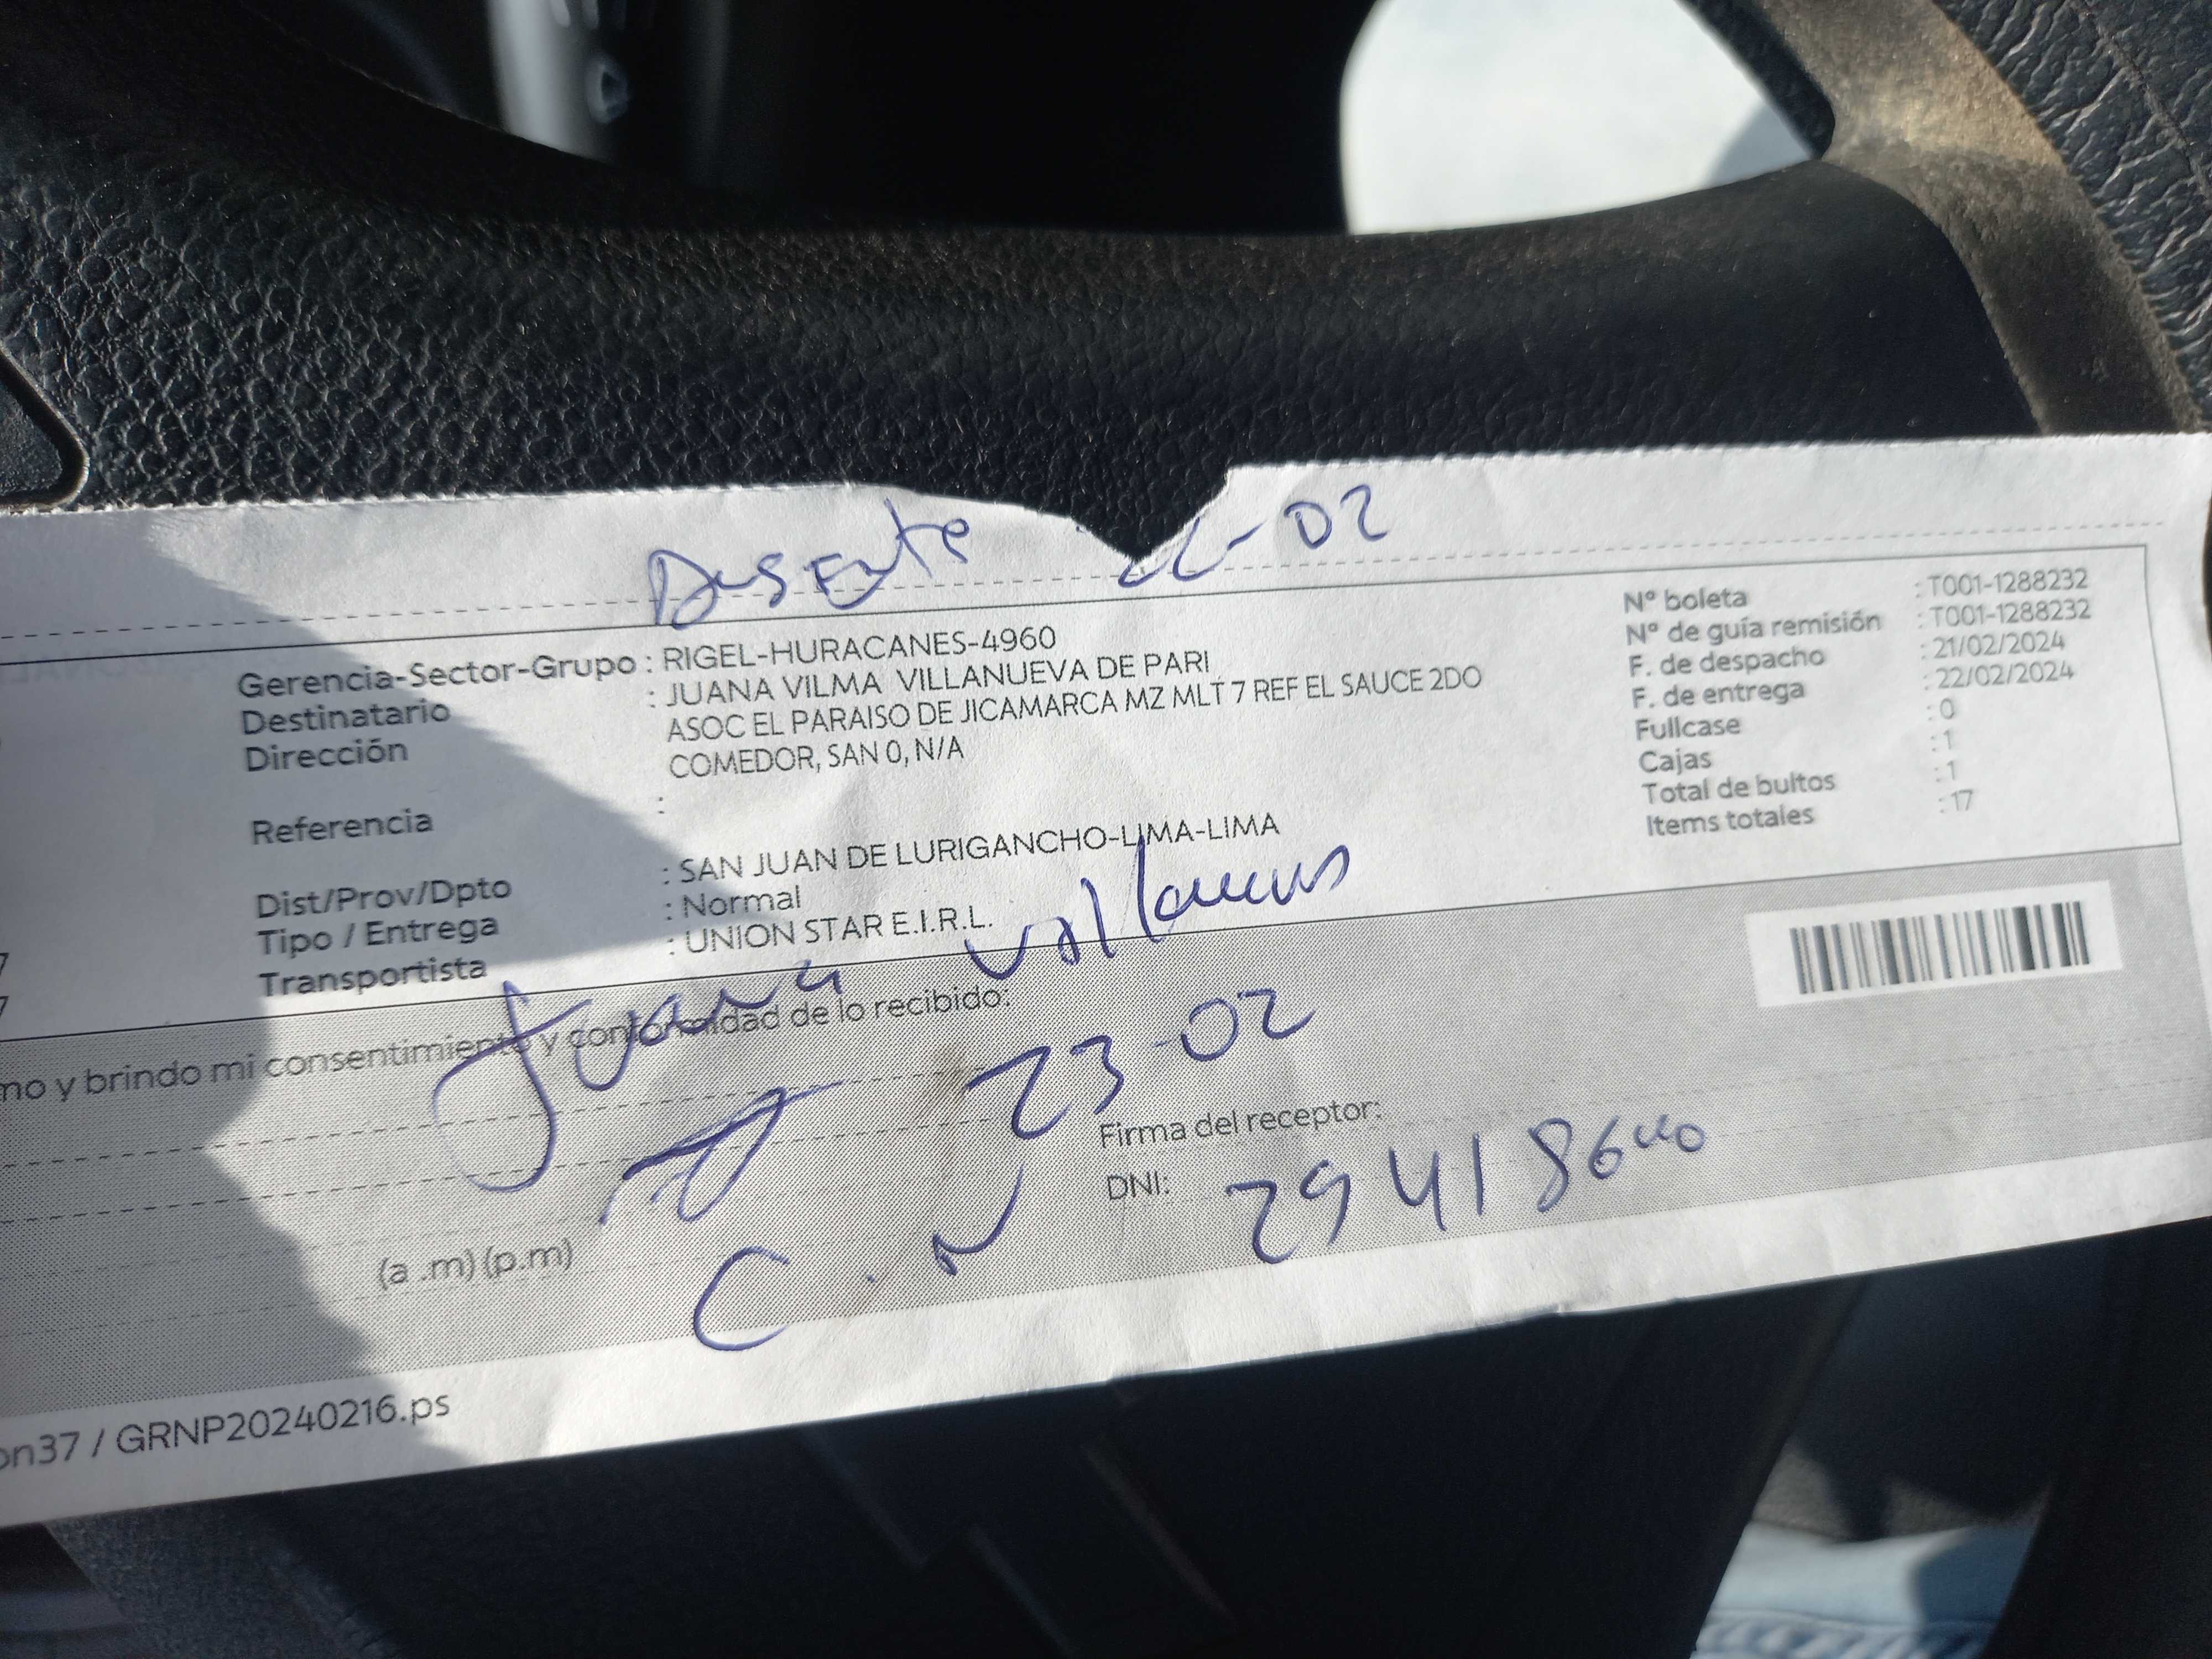 22-02
Gerencia-Sector-Grupo : RIGEL-HURACANES-4960
Destinatario : JUANA VILMA VILLANUEVA DE PARI
Dirección ASOC EL PARAISO DE JICAMARCA MZ MLT 7 REF EL SAUCE 2DO
COMEDOR, SAN 0, N/A
Referencia :
Dist/Prov/Dpto : SAN JUAN DE LURIGANCHO-LIMA-LIMA
Tipo / Entrega : Normal
Transportista : UNION STAR E.I.R.L.
Nº boleta : T001-1288232
Nº de guía remisión : T001-1288232
F. de despacho : 21/02/2024
F. de entrega : 22/02/2024
Fullcase : 0
Cajas : 1
Total de bultos : 1
Items totales : 17
Juana
mo y brindo mi consentimiento y conformidad de lo recibido:
23-02
Firma del receptor:
DNI: 294186
(a .m) (p.m)
C.N
on37 / GRNP20240216.ps